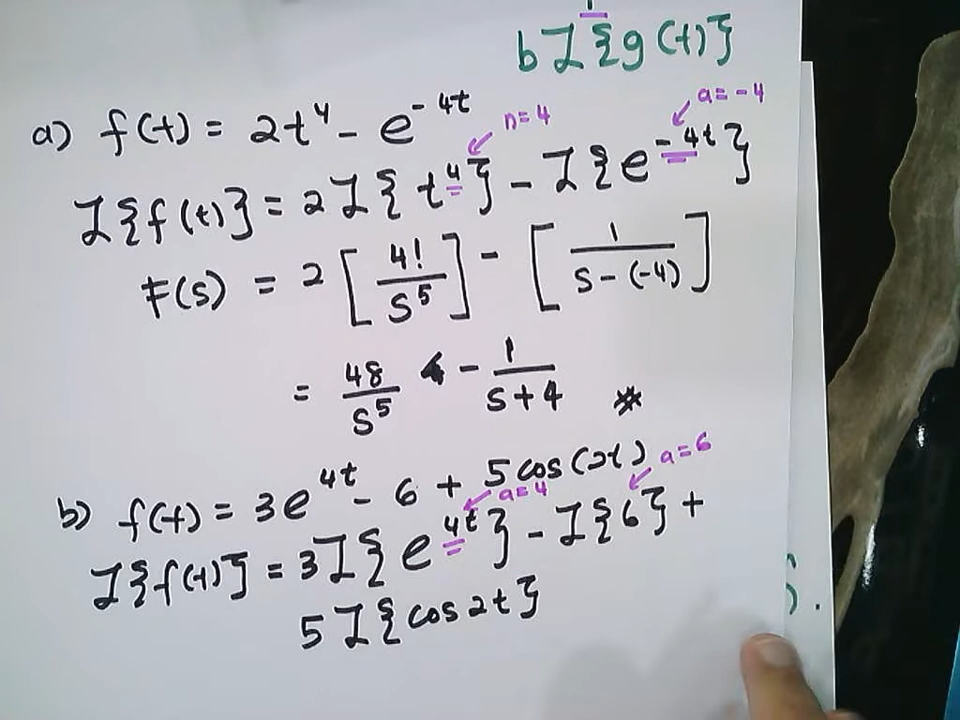 b ℒ{g(t)}
a) f(t) = 2t⁴ - e⁻⁴ᵗ
n=4
a=-4
ℒ{f(t)} = 2ℒ{t⁴} - ℒ{e⁻⁴ᵗ}
F(s) = 2[4!/s⁵] - [1/(s-(-4))]
= 48/s⁵ - 1/(s+4) *
b) f(t) = 3e⁴ᵗ - 6 + 5cos(2t)
a=4
a=6
ℒ{f(t)} = 3ℒ{e⁴ᵗ} - ℒ{6} +
5ℒ{cos 2t}